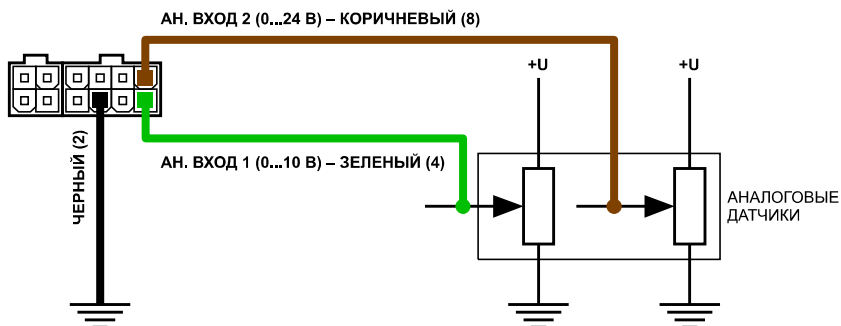 АН. ВХОД 2 (0...24 В) – КОРИЧНЕВЫЙ (8)
+U
+U
ЧЕРНЫЙ (2)
АН. ВХОД 1 (0...10 В) – ЗЕЛЕНЫЙ (4)
АНАЛОГОВЫЕ
ДАТЧИКИ